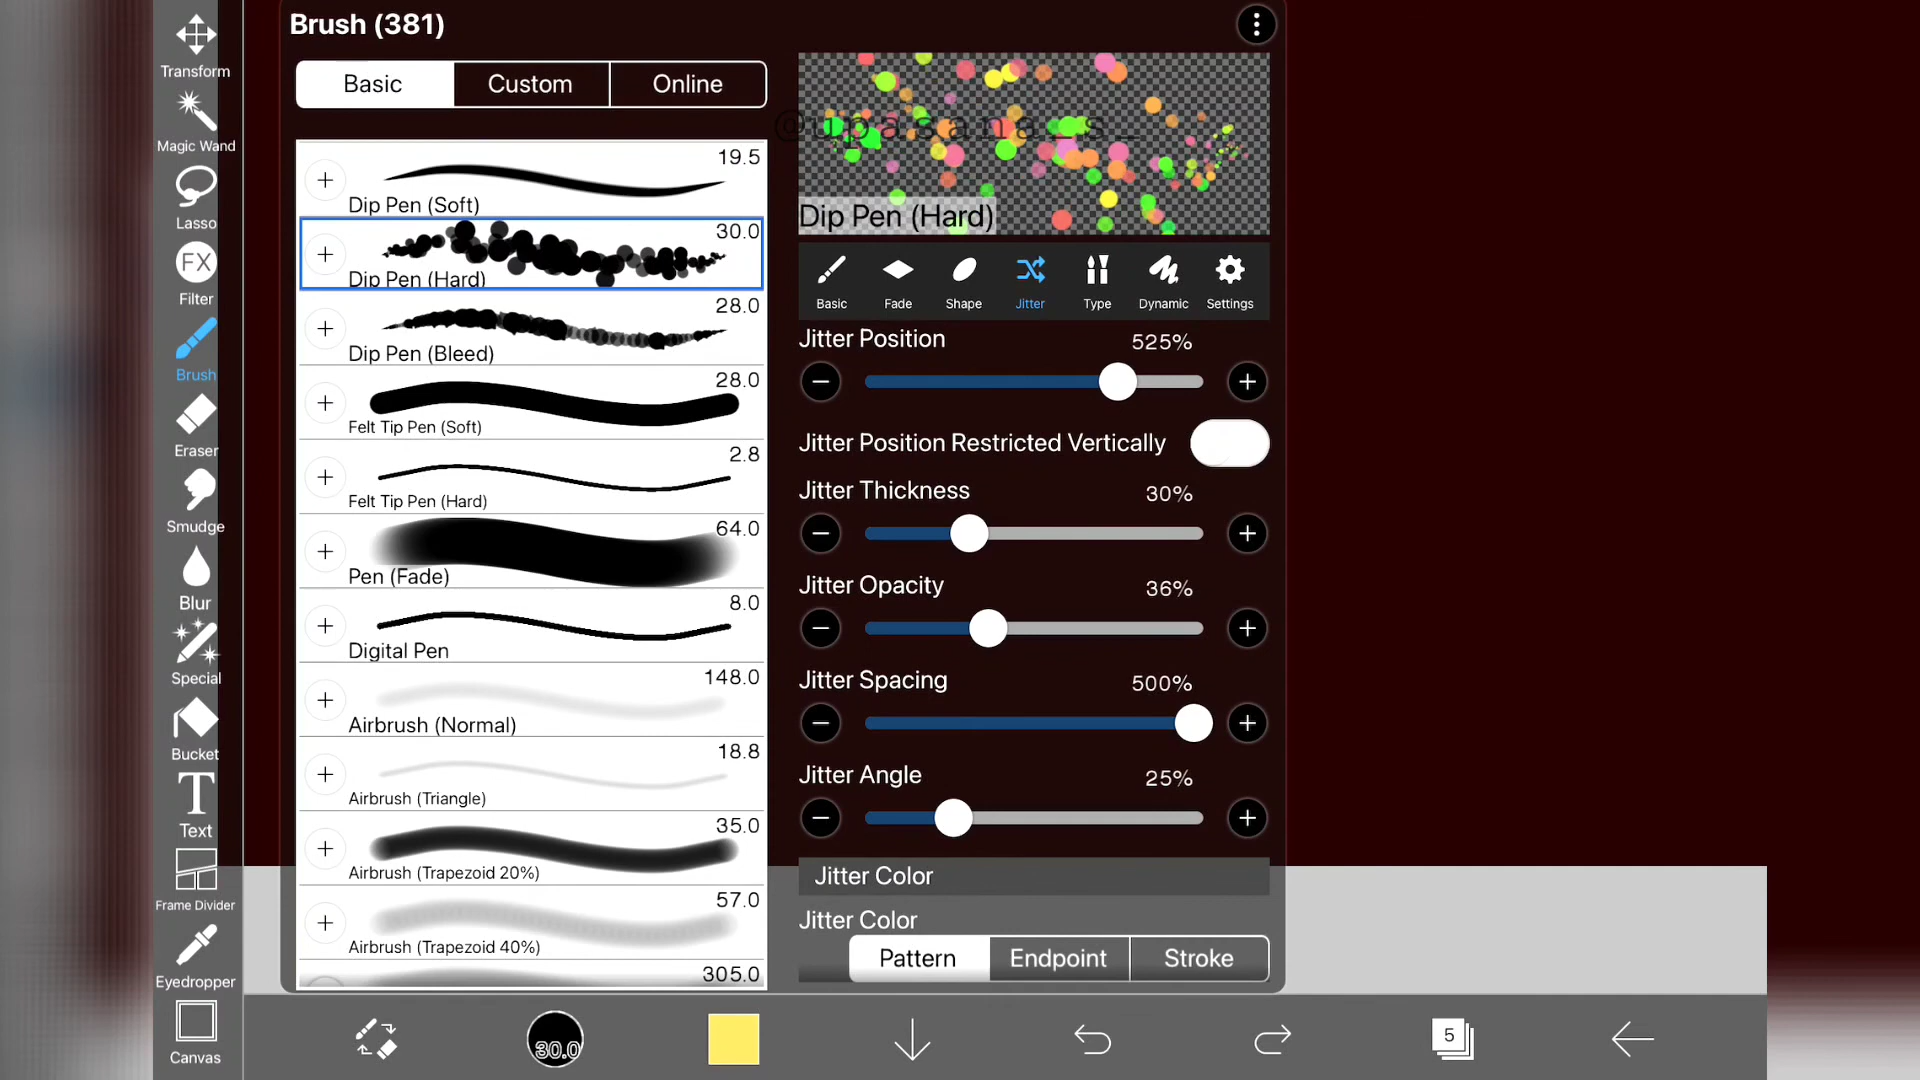 Brush (381)
Basic
Custom
Online
Transform
Magic Wand
Lasso
FX
Filter
Brush
Eraser
Smudge
Blur
Special
Bucket
T
Text
Frame Divider
Eyedropper
Canvas
19.5
Dip Pen (Soft)
30.0
Dip Pen (Hard)
28.0
Dip Pen (Bleed)
28.0
Felt Tip Pen (Soft)
2.8
Felt Tip Pen (Hard)
64.0
Pen (Fade)
8.0
Digital Pen
148.0
Airbrush (Normal)
18.8
Airbrush (Triangle)
35.0
Airbrush (Trapezoid 20%)
57.0
Airbrush (Trapezoid 40%)
305.0
Dip Pen (Hard)
Basic
Fade
Shape
Jitter
Type
Dynamic
Settings
Jitter Position 525%
Jitter Position Restricted Vertically
Jitter Thickness 30%
Jitter Opacity 36%
Jitter Spacing 500%
Jitter Angle 25%
Jitter Color
Jitter Color
Pattern
Endpoint
Stroke
30.0
5